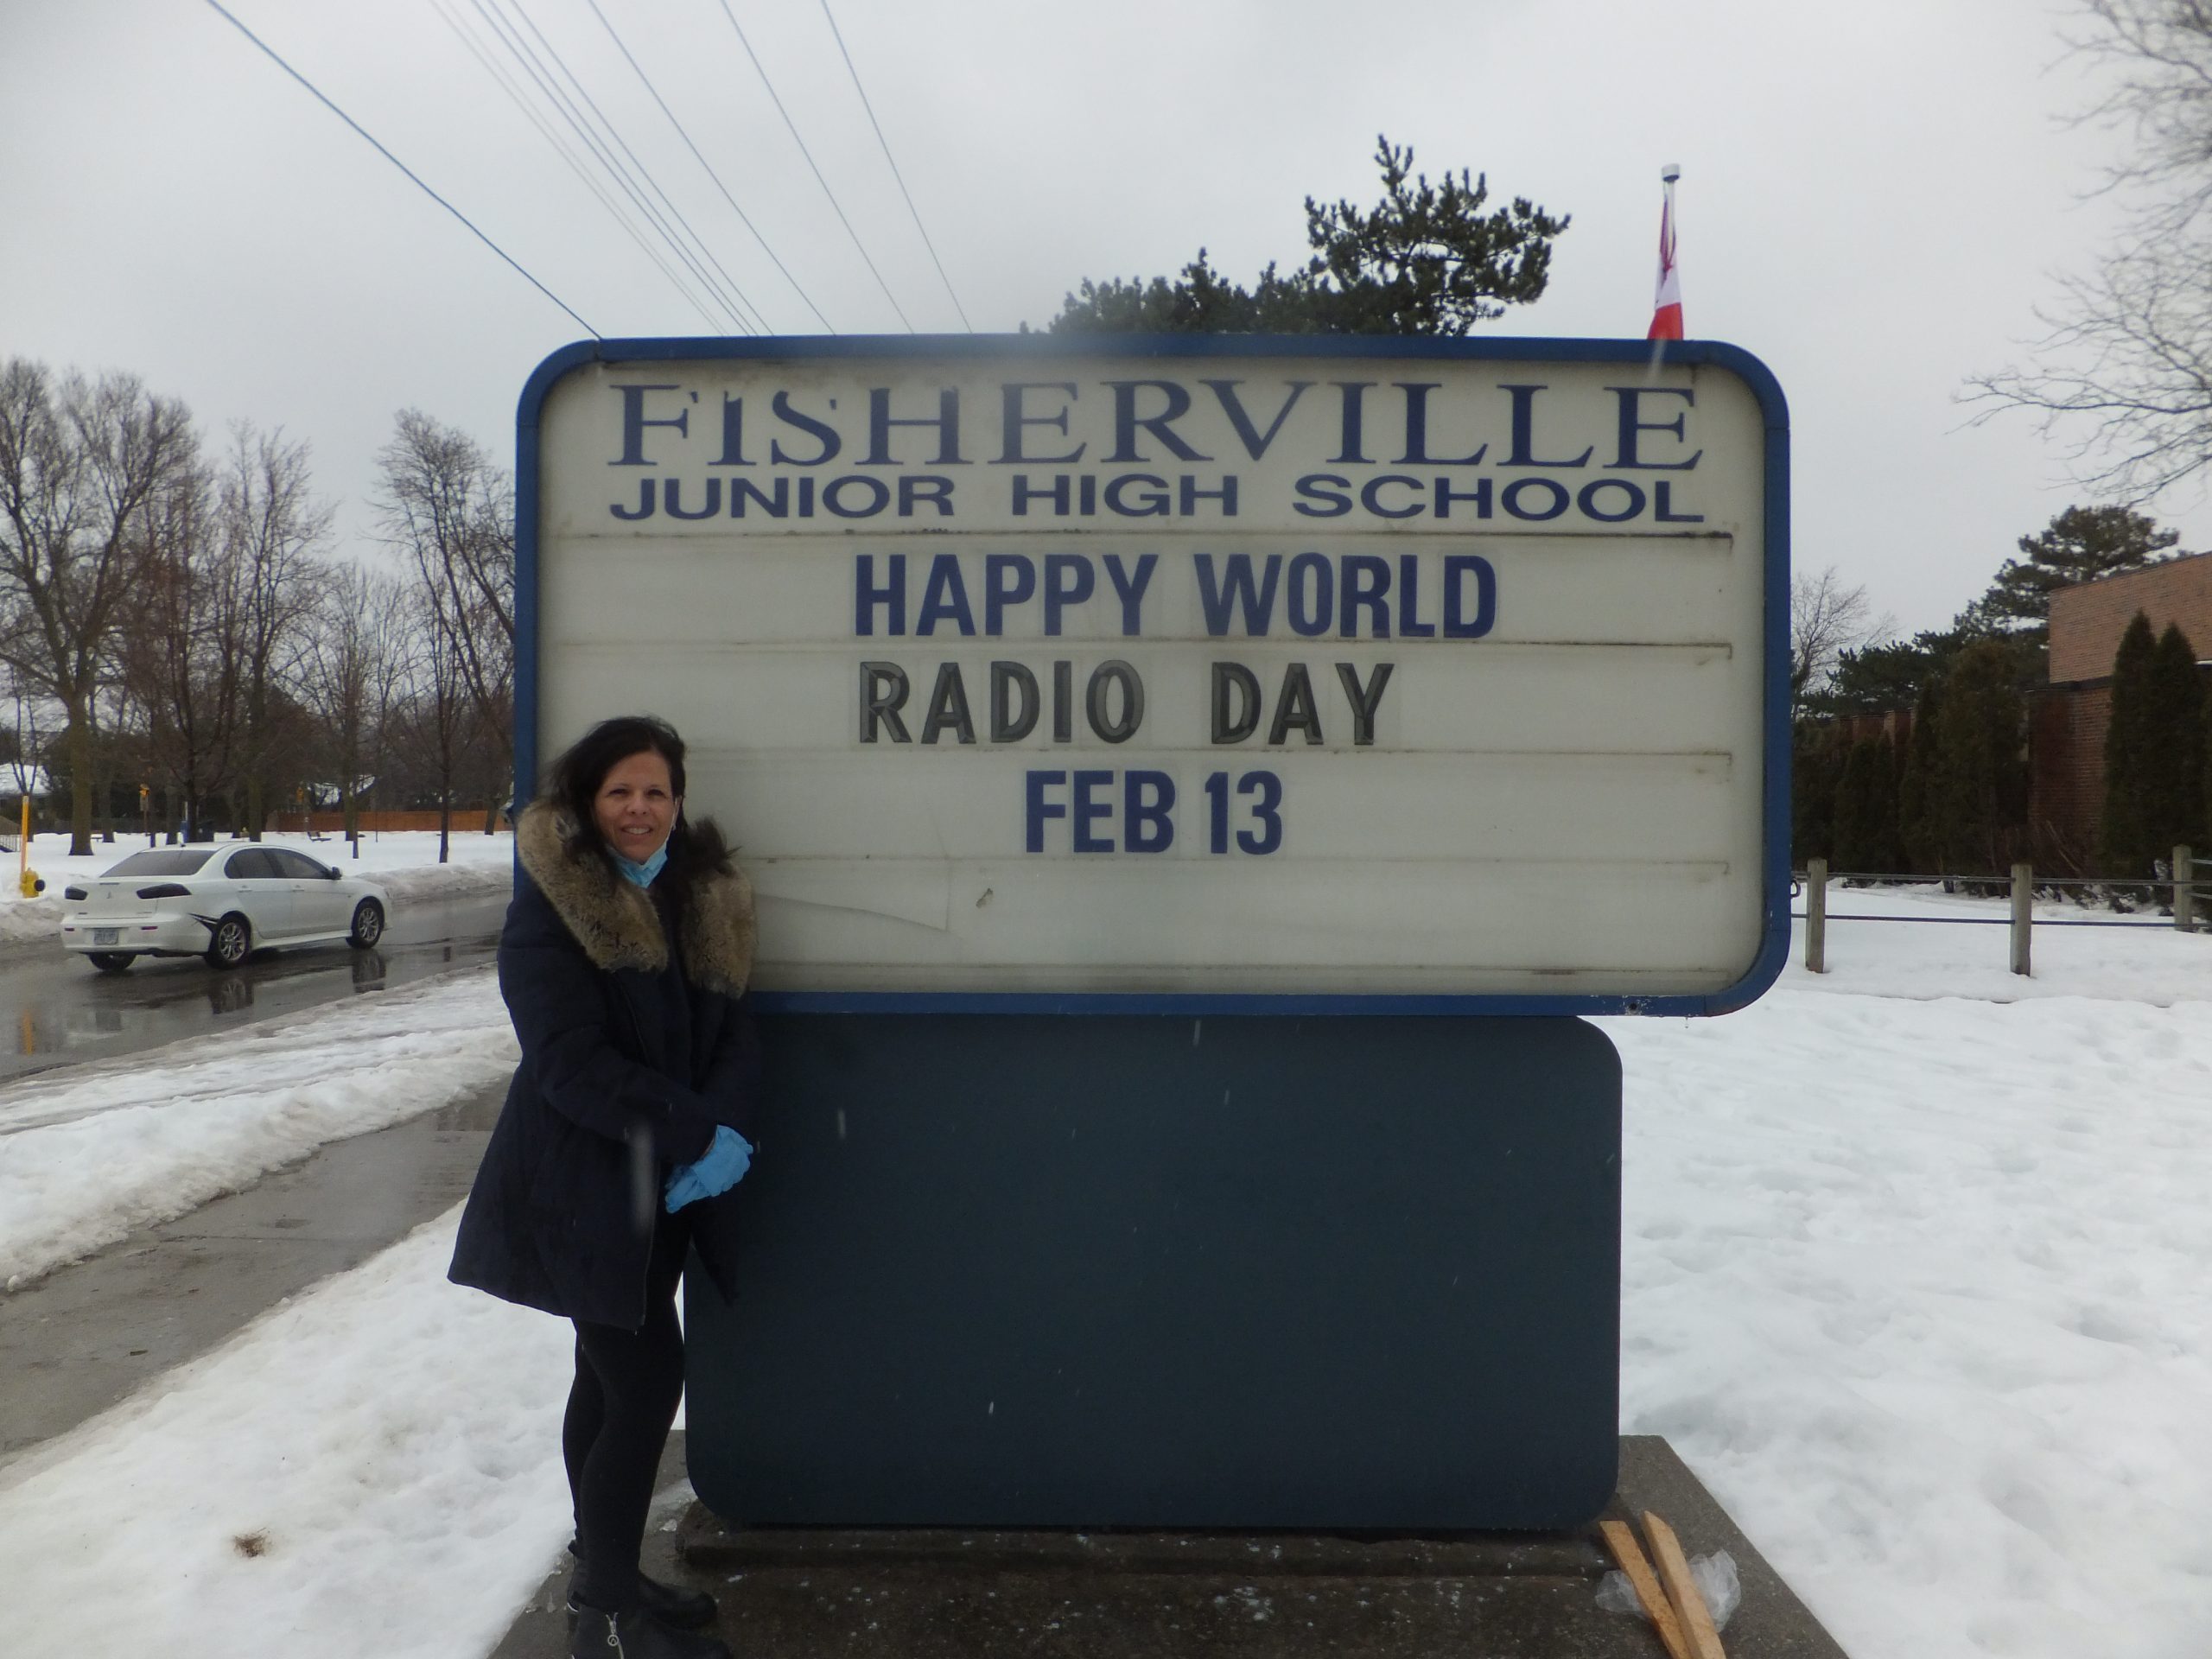 FISHERVILLE
JUNIOR HIGH SCHOOL
HAPPY WORLD
RADIO DAY
FEB 13